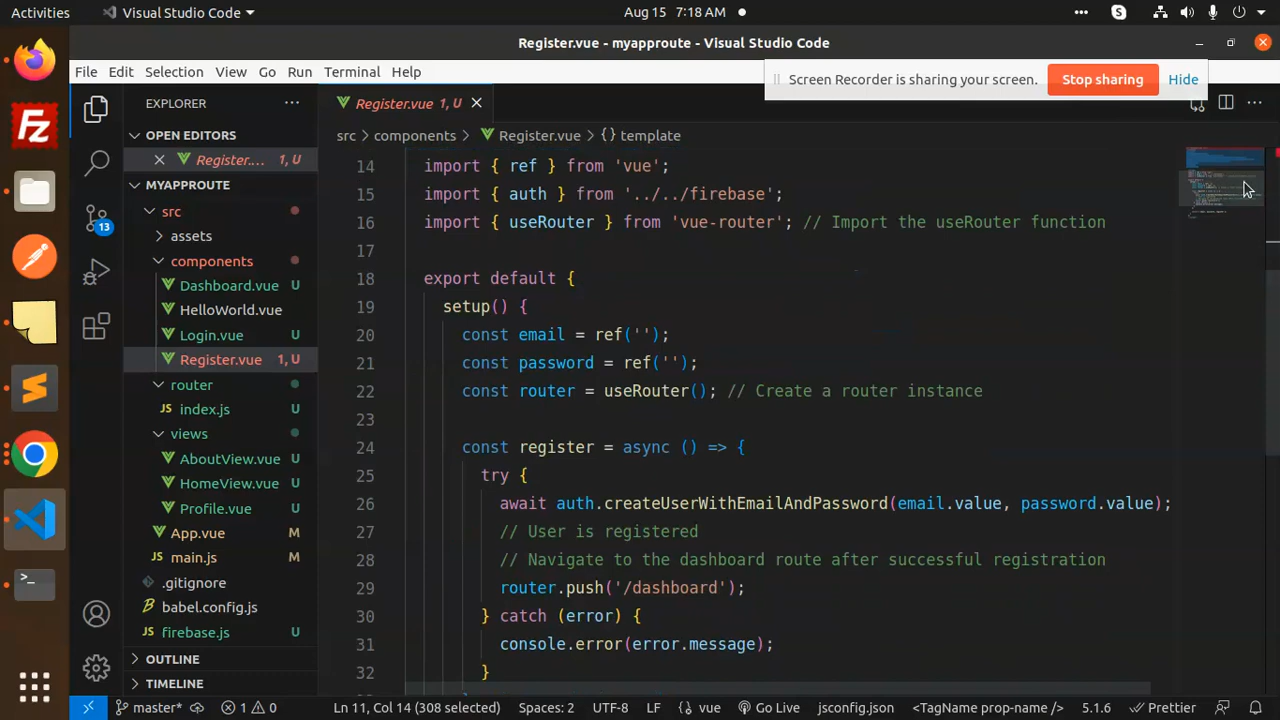 Activities Visual Studio Code Aug 15 7:18 AM
Register.vue - myapproute - Visual Studio Code
File Edit Selection View Go Run Terminal Help
Screen Recorder is sharing your screen. Stop sharing Hide
EXPLORER
Register.vue 1, U
OPEN EDITORS
Register.... 1, U
src components Register.vue {} template
MYAPPROUTE
src
assets
components
Dashboard.vue U
HelloWorld.vue
Login.vue U
Register.vue 1, U
router
JS index.js U
views
AboutView.vue U
HomeView.vue U
Profile.vue U
App.vue M
JS main.js M
.gitignore
babel.config.js
firebase.js U
OUTLINE
TIMELINE
13
14 import { ref } from 'vue';
15 import { auth } from '../../firebase';
16 import { useRouter } from 'vue-router'; // Import the useRouter function
17
18 export default {
19 setup() {
20 const email = ref('');
21 const password = ref('');
22 const router = useRouter(); // Create a router instance
23
24 const register = async () => {
25 try {
26 await auth.createUserWithEmailAndPassword(email.value, password.value);
27 // User is registered
28 // Navigate to the dashboard route after successful registration
29 router.push('/dashboard');
30 } catch (error) {
31 console.error(error.message);
32 }
master* 1 0 Ln 11, Col 14 (308 selected) Spaces: 2 UTF-8 LF {} vue Go Live jsconfig.json <TagName prop-name /> 5.1.6 Prettier